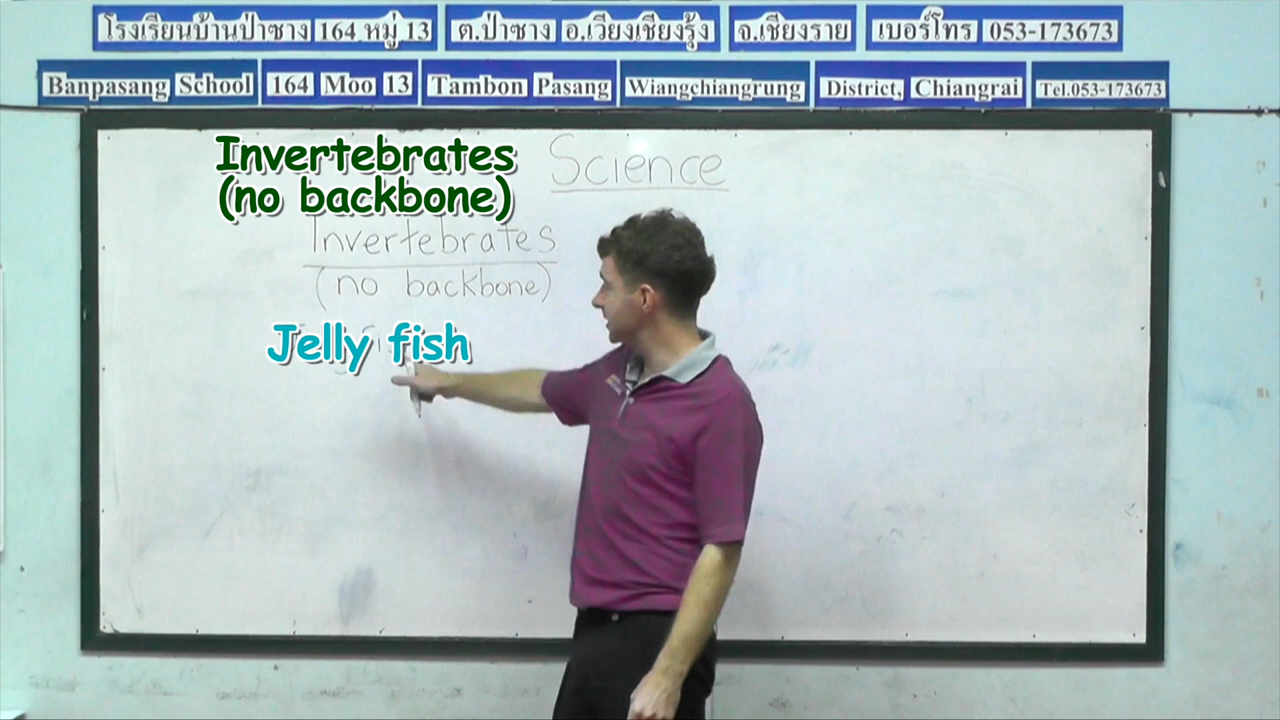 โรงเรียนบ้านป่าซาง 164 หมู่ 13 ต.ป่าซาง อ.เวียงเชียงรุ้ง จ.เชียงราย เบอร์โทร 053-173673
Banpasang School 164 Moo 13 Tambon Pasang Wiangchiangrung District, Chiangrai Tel.053-173673
Invertebrates
(no backbone)
Science
Invertebrates
(no backbone)
Jelly fish